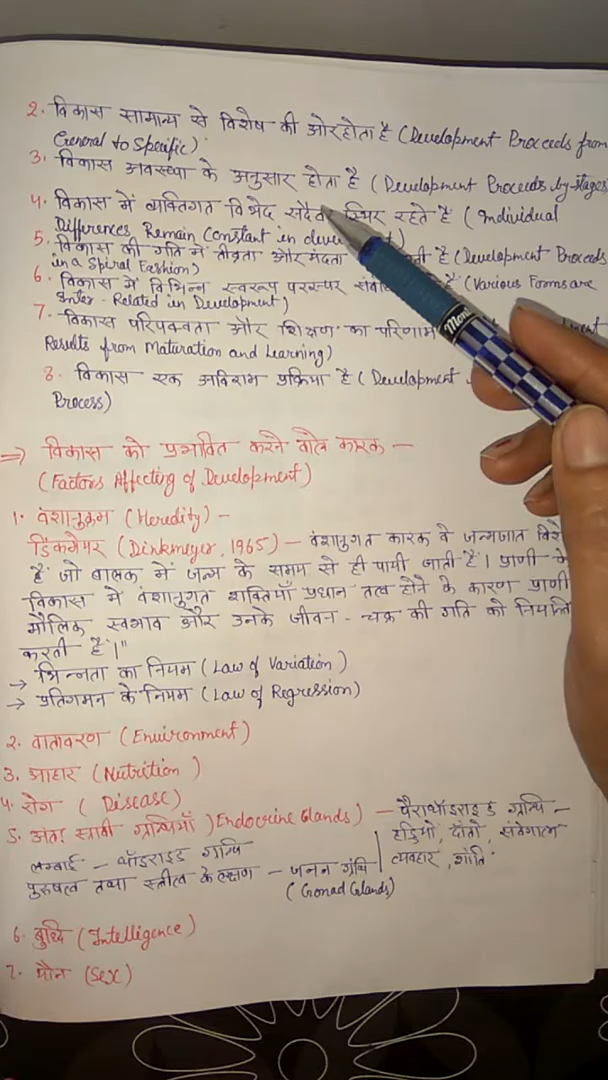 2. विकास सामान्य से विशेष की ओर होता है (Development Proceeds from
General to Specific)
3. विकास अवस्था के अनुसार होता है (Development Proceeds by-stages
4. विकास में व्यक्तिगत विभेद सदैव स्थिर रहते है (Individual
Differences Remain Constant in
5. विकास की गति में तीव्रता और मंदता है (Development Proceeds
in a Spiral Fashion)
6. विकास में विभिन्न स्वरूप परस्पर है (Various Forms are
Inter-Related in Development)
7. विकास परिपक्वता और शिक्षण का परिणाम
Results from Maturation and Learning)
8. विकास एक अविराम प्रक्रिया है (
Process)
⇒ विकास को प्रभावित करने वाले कारक –
(Factors Affecting of Development)
1. वंशानुक्रम (Heredity) –
डिंकमेयर (Dinkmeyer, 1965) – वंशानुगत कारक वे जन्मजात
हैं जो बालक में जन्म के समय से ही पायी जाती हैं। प्राणी के
विकास में वंशानुगत शक्तियाँ प्रधान तत्व होने के कारण प्राणी
मौलिक स्वभाव और उनके जीवन-चक्र की गति को
करती हैं।"
→ भिन्नता का नियम (Law of Variation)
→ प्रतिगमन के नियम (Law of Regression)
2. वातावरण (Environment)
3. आहार (Nutrition)
4. रोग (Disease)
5. अंतः स्त्रावी ग्रन्थियाँ )Endocrine Glands) – पैराथॉइराइड ग्रन्थि –
हड्डियों, दाँतों, संवेगात्म
व्यवहार, शांति
लम्बाई – थॉइराइड ग्रन्थि
पुरुषत्व तथा स्त्रीत्व के लक्षण – जनन ग्रंथि
(Gonad Glands)
6. बुद्धि (Intelligence)
7. यौन (Sex)